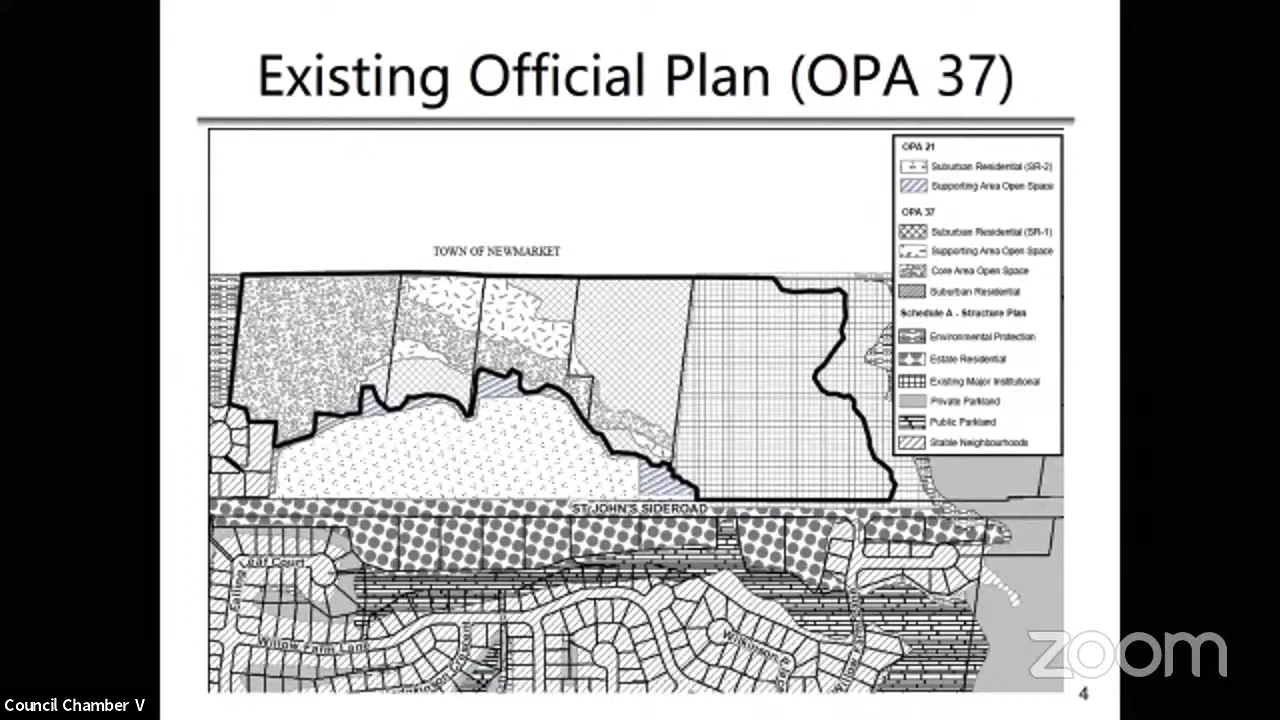 Existing Official Plan (OPA 37)
OPA 21
Suburban Residential (SR-2)
Supporting Area Open Space
OPA 37
Suburban Residential (SR-1)
Supporting Area Open Space
Core Area Open Space
Suburban Residential
Schedule A - Structure Plan
Environmental Protection
Estate Residential
Existing Major Institutional
Private Parkland
Public Parkland
Stable Neighbourhoods
TOWN OF NEWMARKET
ST JOHN'S SIDEROAD
Leaf Court
Falling
Willow Farm Lane
zoom
4
Council Chamber V